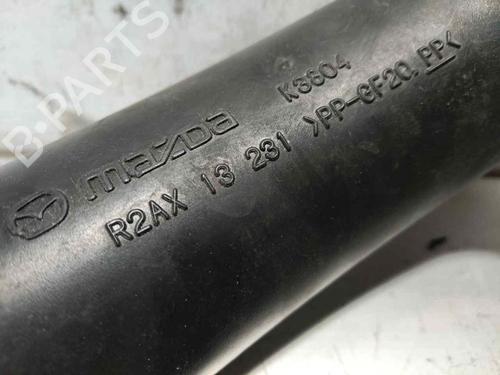 B-PARTS
K3604
mazda
R2AX 13 231 >PP-GF20,PP<